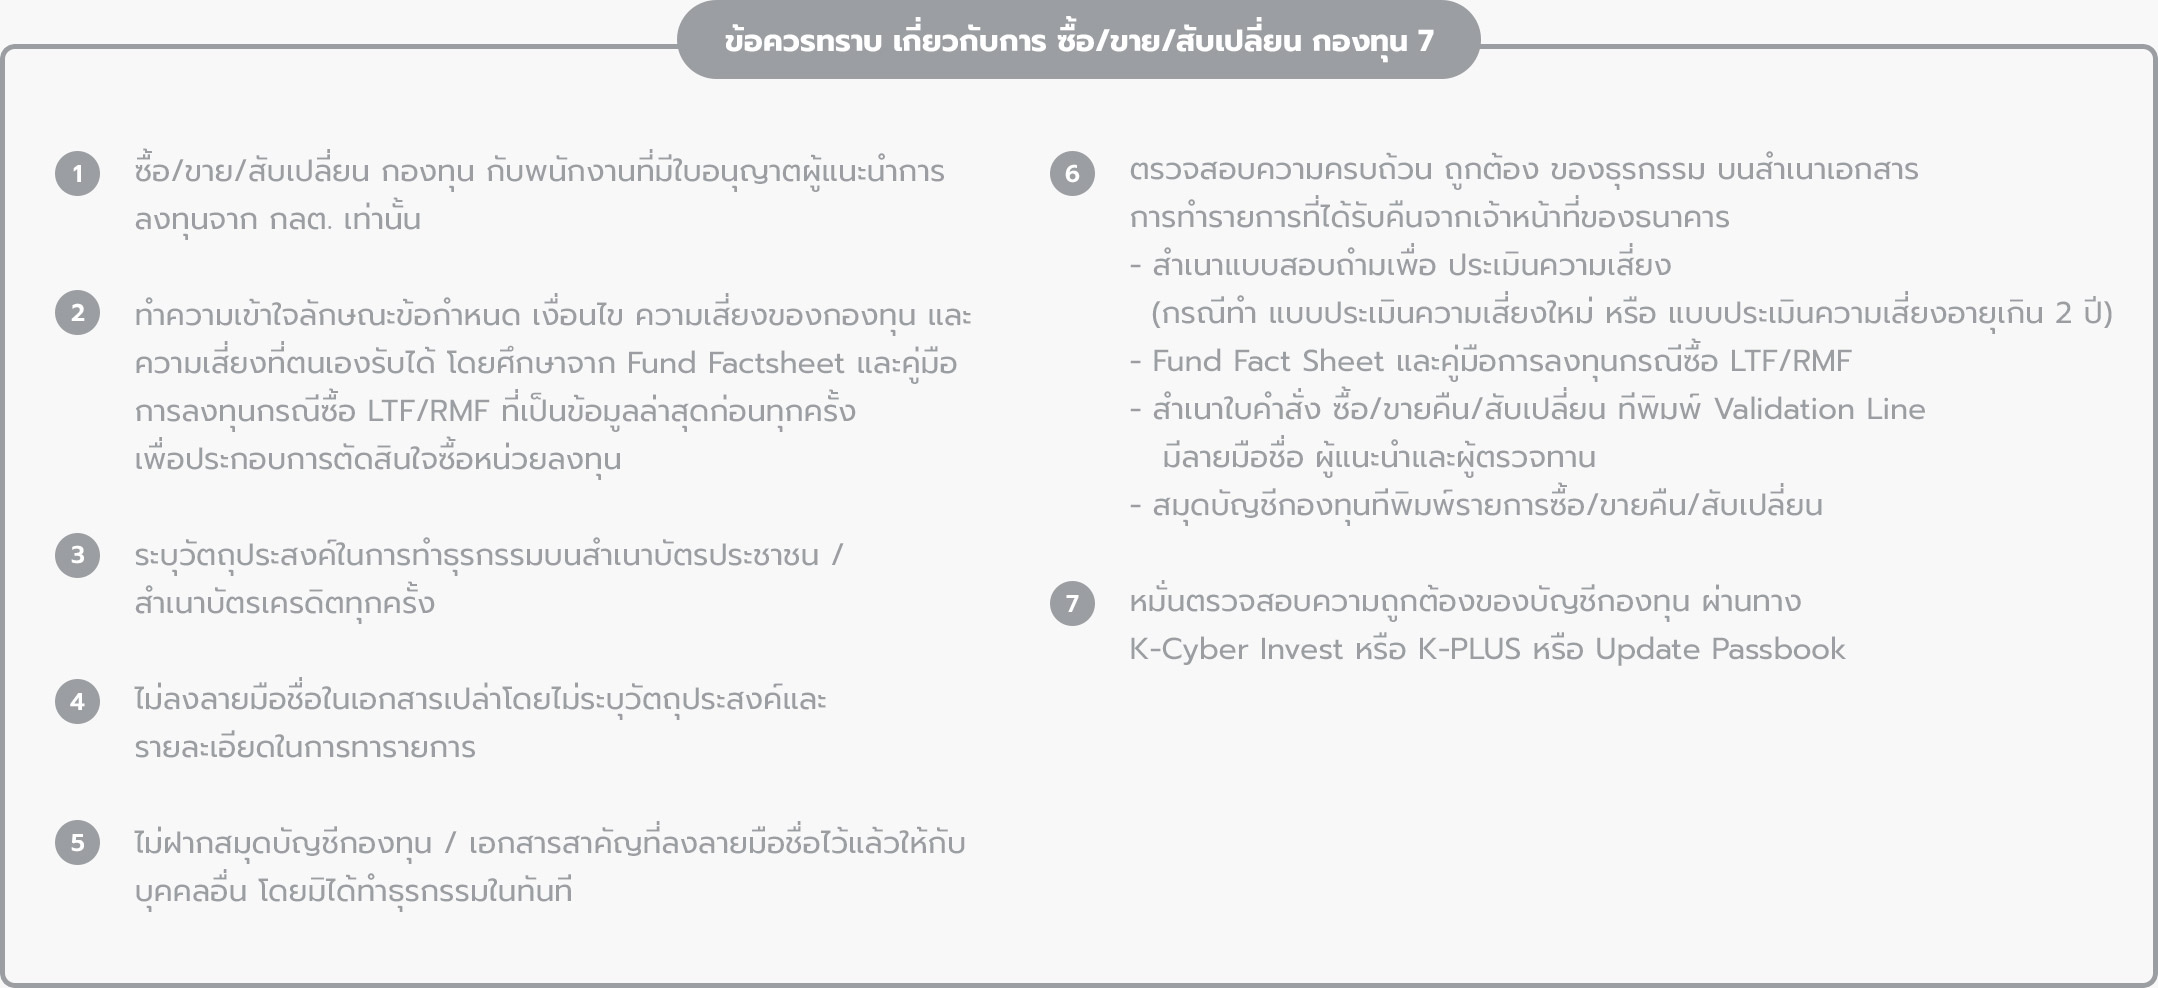 ข้อควรทราบ เกี่ยวกับการ ซื้อ/ขาย/สับเปลี่ยน กองทุน 7
1 ซื้อ/ขาย/สับเปลี่ยน กองทุน กับพนักงานที่มีใบอนุญาตผู้แนะนำการ
ลงทุนจาก กลต. เท่านั้น
2 ทำความเข้าใจลักษณะข้อกำหนด เงื่อนไข ความเสี่ยงของกองทุน และ
ความเสี่ยงที่ตนเองรับได้ โดยศึกษาจาก Fund Factsheet และคู่มือ
การลงทุนกรณีซื้อ LTF/RMF ที่เป็นข้อมูลล่าสุดก่อนทุกครั้ง
เพื่อประกอบการตัดสินใจซื้อหน่วยลงทุน
3 ระบุวัตถุประสงค์ในการทำธุรกรรมบนสำเนาบัตรประชาชน /
สำเนาบัตรเครดิตทุกครั้ง
4 ไม่ลงลายมือชื่อในเอกสารเปล่าโดยไม่ระบุวัตถุประสงค์และ
รายละเอียดในการทารายการ
5 ไม่ฝากสมุดบัญชีกองทุน / เอกสารสาคัญที่ลงลายมือชื่อไว้แล้วให้กับ
บุคคลอื่น โดยมิได้ทำธุรกรรมในทันที
6 ตรวจสอบความครบถ้วน ถูกต้อง ของธุรกรรม บนสำเนาเอกสาร
การทำรายการที่ได้รับคืนจากเจ้าหน้าที่ของธนาคาร
- สำเนาแบบสอบถำมเพื่อ ประเมินความเสี่ยง
(กรณีทำ แบบประเมินความเสี่ยงใหม่ หรือ แบบประเมินความเสี่ยงอายุเกิน 2 ปี)
- Fund Fact Sheet และคู่มือการลงทุนกรณีซื้อ LTF/RMF
- สำเนาใบคำสั่ง ซื้อ/ขายคืน/สับเปลี่ยน ทีพิมพ์ Validation Line
มีลายมือชื่อ ผู้แนะนำและผู้ตรวจทาน
- สมุดบัญชีกองทุนทีพิมพ์รายการซื้อ/ขายคืน/สับเปลี่ยน
7 หมั่นตรวจสอบความถูกต้องของบัญชีกองทุน ผ่านทาง
K-Cyber Invest หรือ K-PLUS หรือ Update Passbook